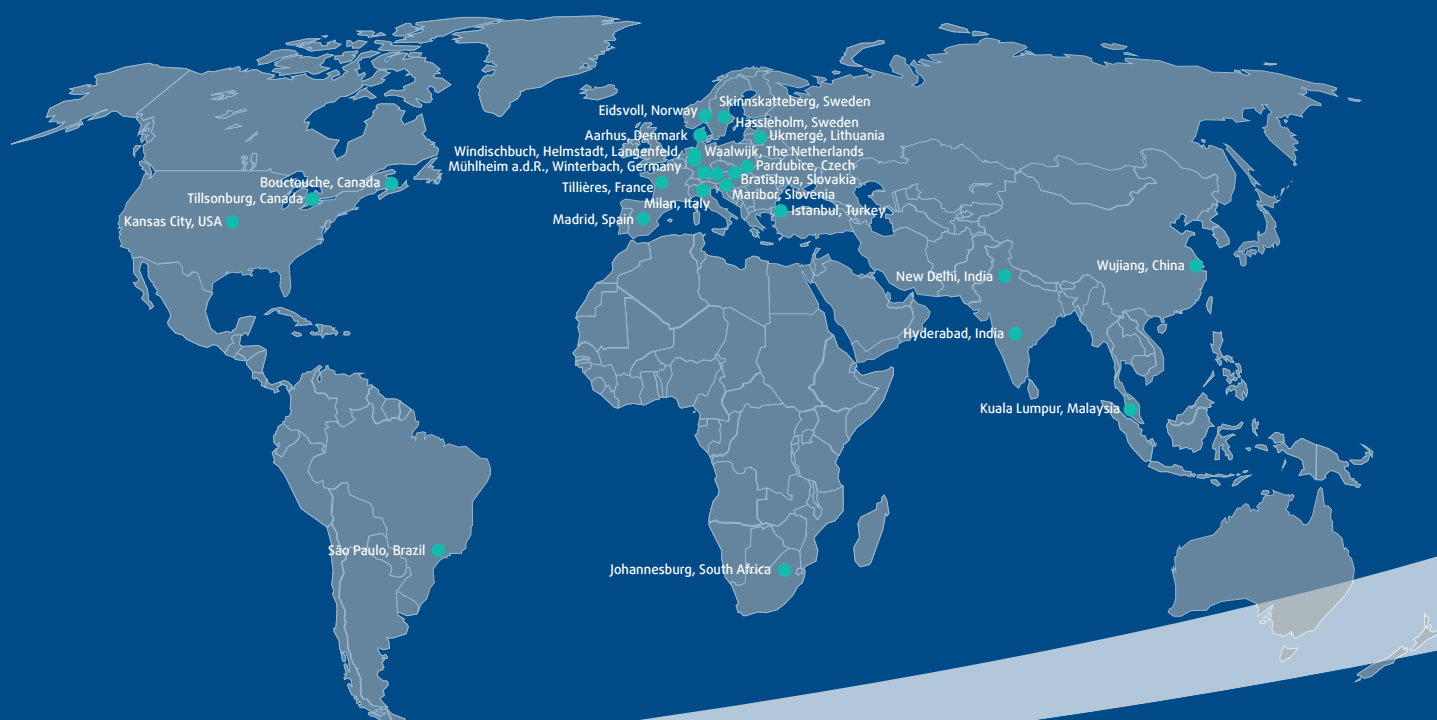 Skinnskatteberg, Sweden
Eidsvoll, Norway
Hässleholm, Sweden
Aarhus, Denmark
Ukmergé, Lithuania
Windischbuch, Helmstadt, Langenfeld,
Waalwijk, The Netherlands
Mühlheim a.d.R., Winterbach, Germany
Pardubice, Czech
Bratislava, Slovakia
Bouctouche, Canada
Tillières, France
Maribor, Slovenia
Tillsonburg, Canada
Milan, Italy
Istanbul, Turkey
Kansas City, USA
Madrid, Spain
Wujiang, China
New Delhi, India
Hyderabad, India
Kuala Lumpur, Malaysia
São Paulo, Brazil
Johannesburg, South Africa